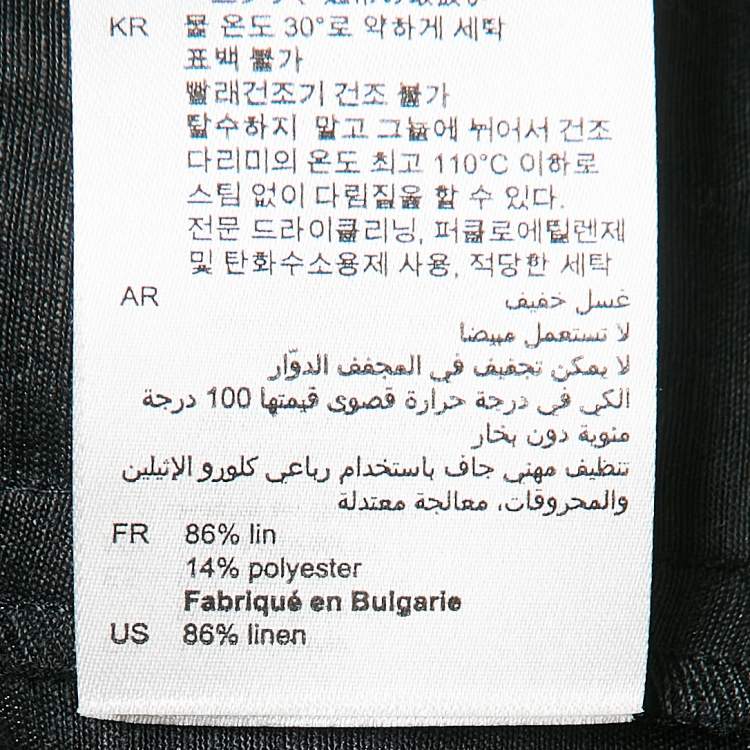 KR 물 온도 30°로 약하게 세탁
표백 불가
빨래건조기 건조 불가
탈수하지 말고 그늘에 뉘어서 건조
다리미의 온도 최고 110°C 이하로
스팀 없이 다림질을 할 수 있다.
전문 드라이클리닝, 퍼클로에틸렌제
및 탄화수소용제 사용, 적당한 세탁
AR غسل خفيف
لا تستعمل مبيضا
لا يمكن تجفيف في المجفف الدوّار
الكي في درجة حرارة قصوى قيمتها 100 درجة
منوية دون بخار
تنظيف مهني جاف باستخدام رباعي كلورو الإثيلين
والمحروقات، معالجة معتدلة
FR 86% lin
14% polyester
Fabriqué en Bulgarie
US 86% linen